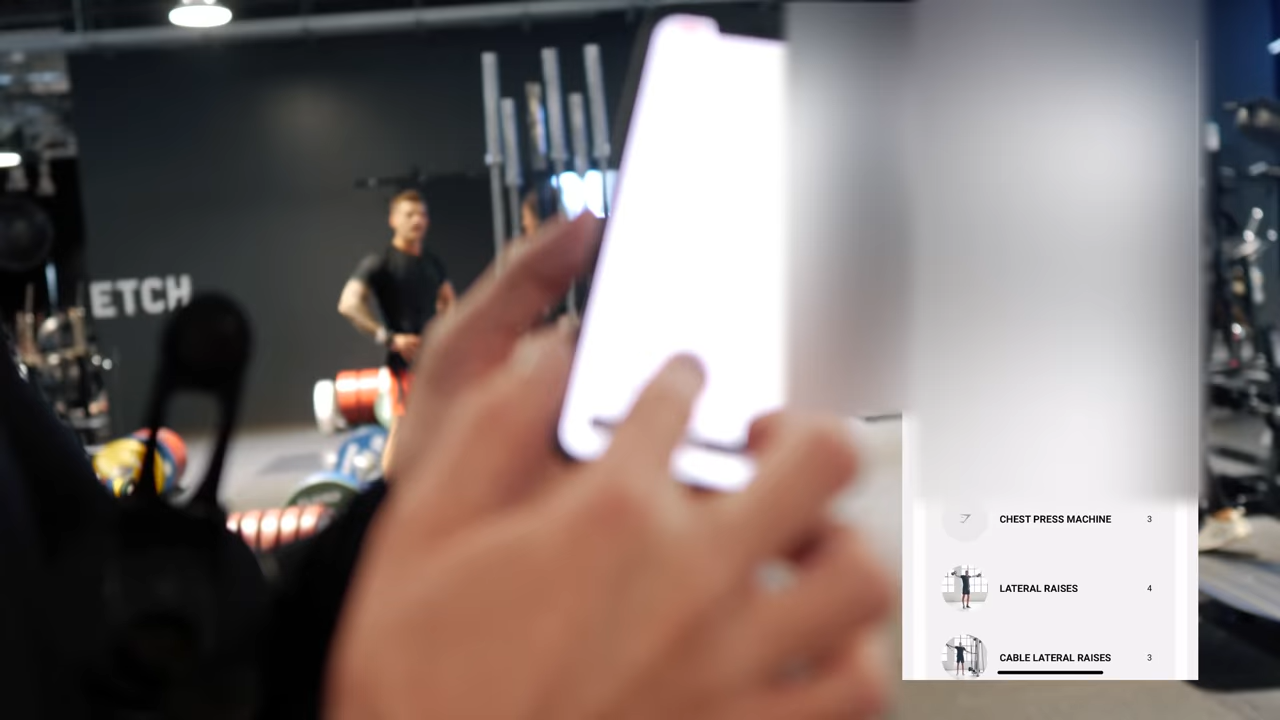 ETCH
CHEST PRESS MACHINE 3
LATERAL RAISES 4
CABLE LATERAL RAISES 3